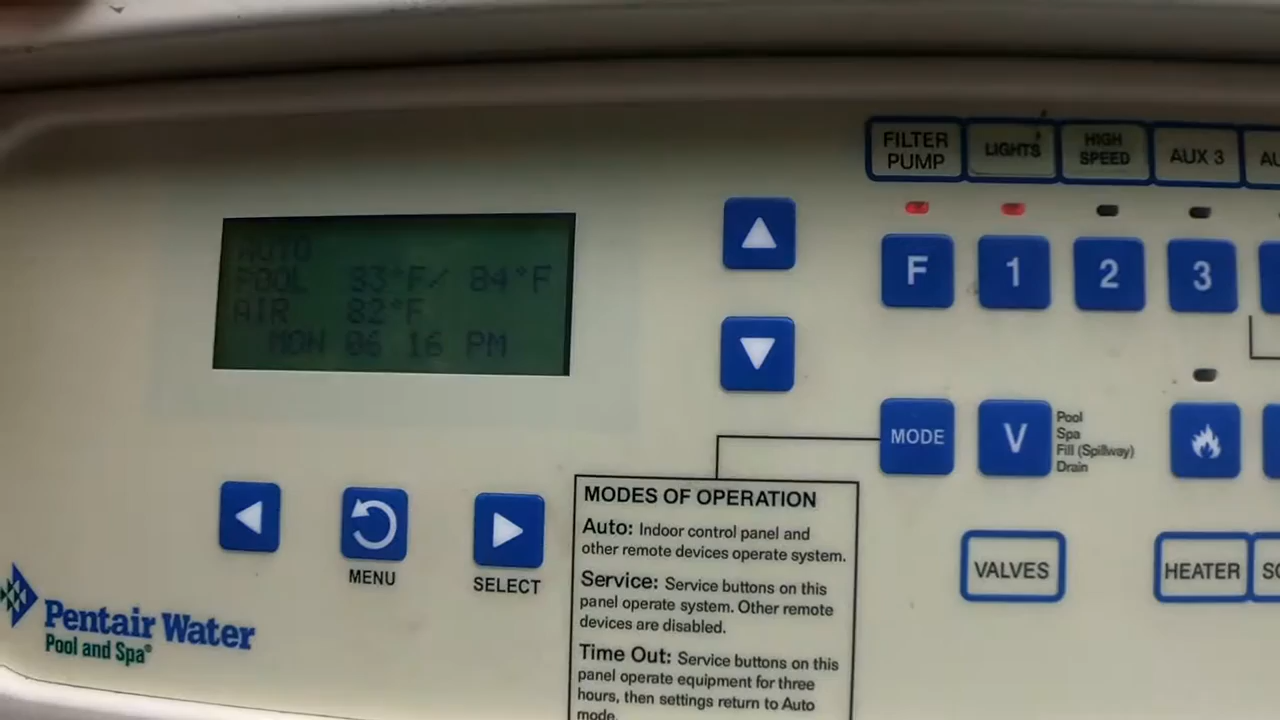 FILTER
PUMP
LIGHTS
HIGH
SPEED
AUX 3
AUTO
POOL 83°F/ 84°F
AIR 82°F
MON 06 16 PM
F
1
2
3
MODE
V
Pool
Spa
Fill (Spillway)
Drain
MENU
SELECT
VALVES
HEATER
MODES OF OPERATION
Auto: Indoor control panel and
other remote devices operate system.
Service: Service buttons on this
panel operate system. Other remote
devices are disabled.
Time Out: Service buttons on this
panel operate equipment for three
hours, then settings return to Auto
mode.
Pentair Water
Pool and Spa®